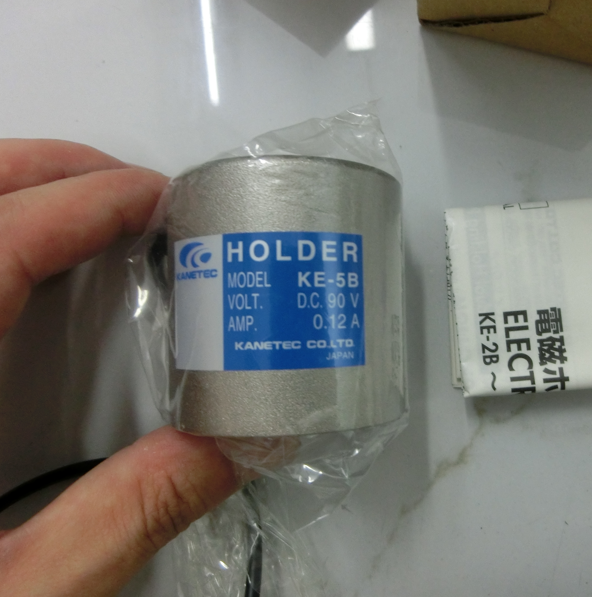 KANETEC
HOLDER
MODEL KE-5B
VOLT. D.C. 90 V
AMP. 0.12 A
KANETEC CO.LTD.
JAPAN
電磁ホ
ELECTR
KE-2B ～